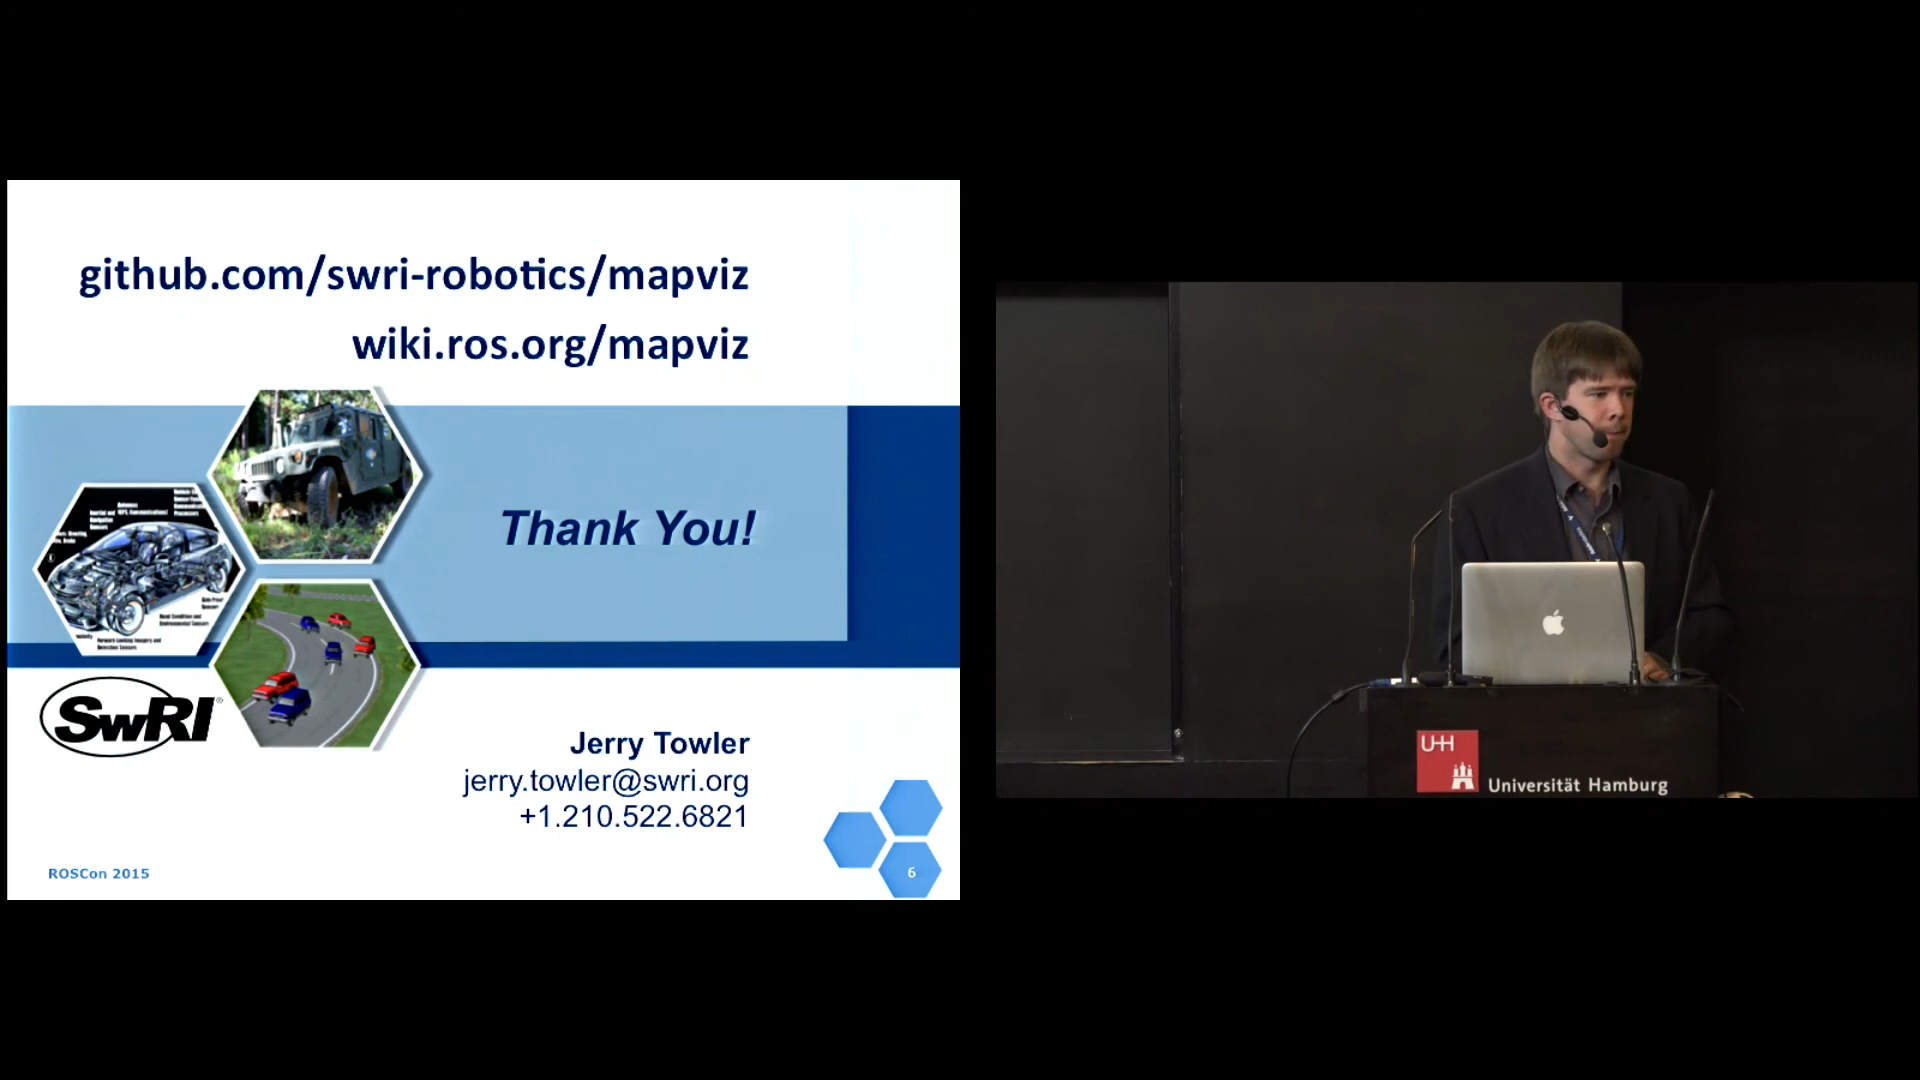 github.com/swri-robotics/mapviz
wiki.ros.org/mapviz
Thank You!
SwRI
Jerry Towler
jerry.towler@swri.org
+1.210.522.6821
ROSCon 2015
6
UHH
Universität Hamburg